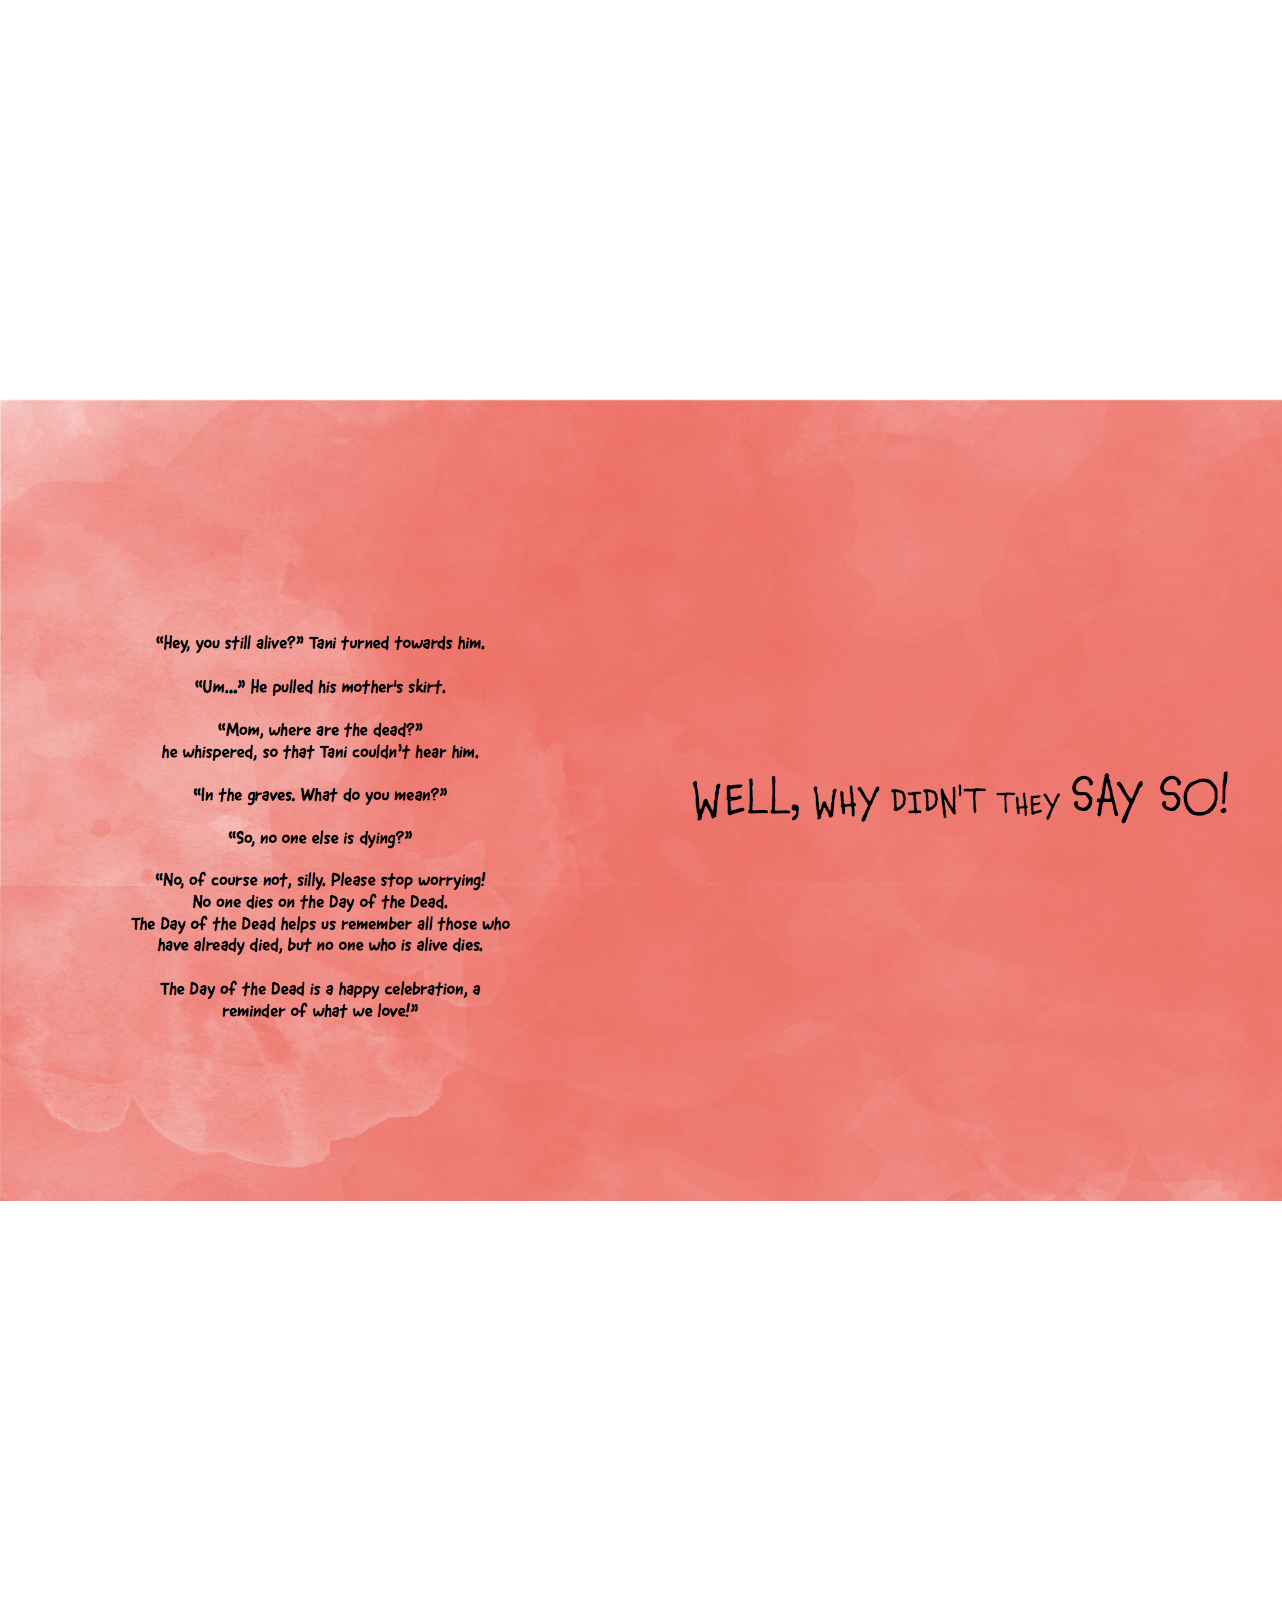 “Hey, you still alive?” Tani turned towards him.
“Um...” He pulled his mother's skirt.
“Mom, where are the dead?”
he whispered, so that Tani couldn’t hear him.
“In the graves. What do you mean?”
“So, no one else is dying?”
“No, of course not, silly. Please stop worrying!
No one dies on the Day of the Dead.
The Day of the Dead helps us remember all those who
have already died, but no one who is alive dies.
The Day of the Dead is a happy celebration, a
reminder of what we love!”
WELL, WHY DIDN'T THEY SAY SO!